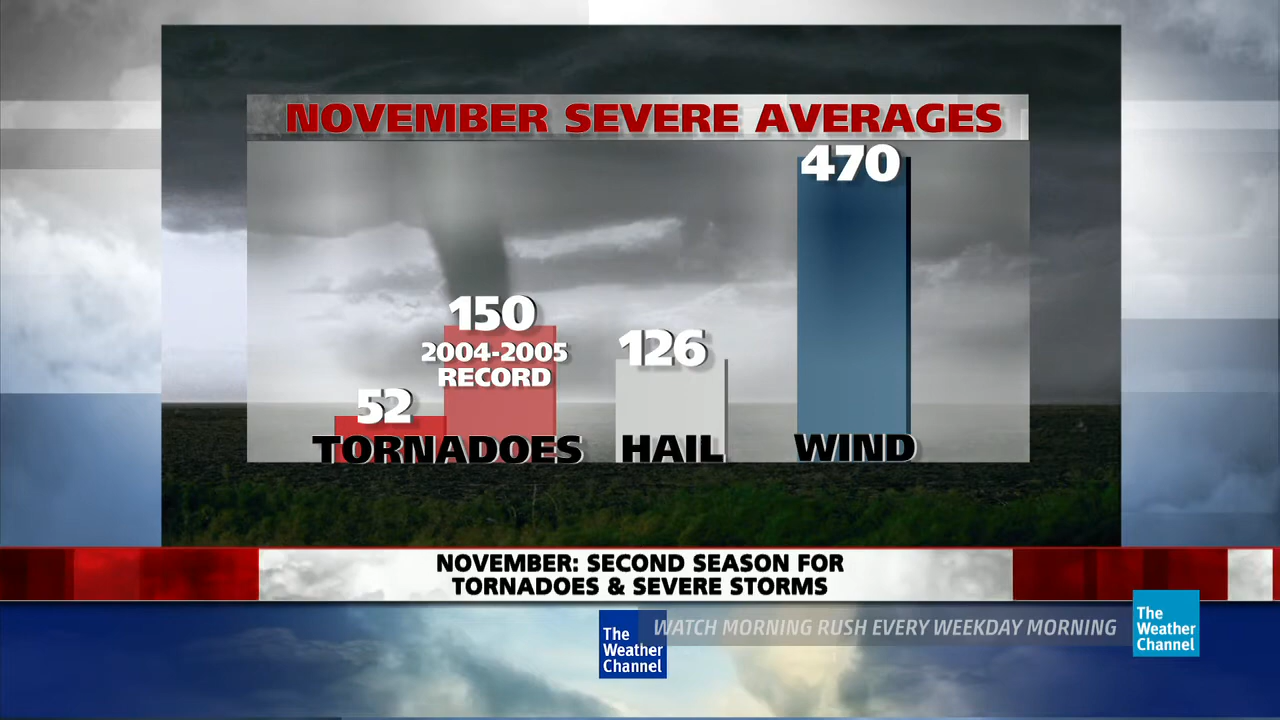 NOVEMBER SEVERE AVERAGES
470
150
2004-2005
RECORD
126
52
TORNADOES
HAIL
WIND
NOVEMBER: SECOND SEASON FOR
TORNADOES & SEVERE STORMS
The
Weather
Channel
WATCH MORNING RUSH EVERY WEEKDAY MORNING
The
Weather
Channel